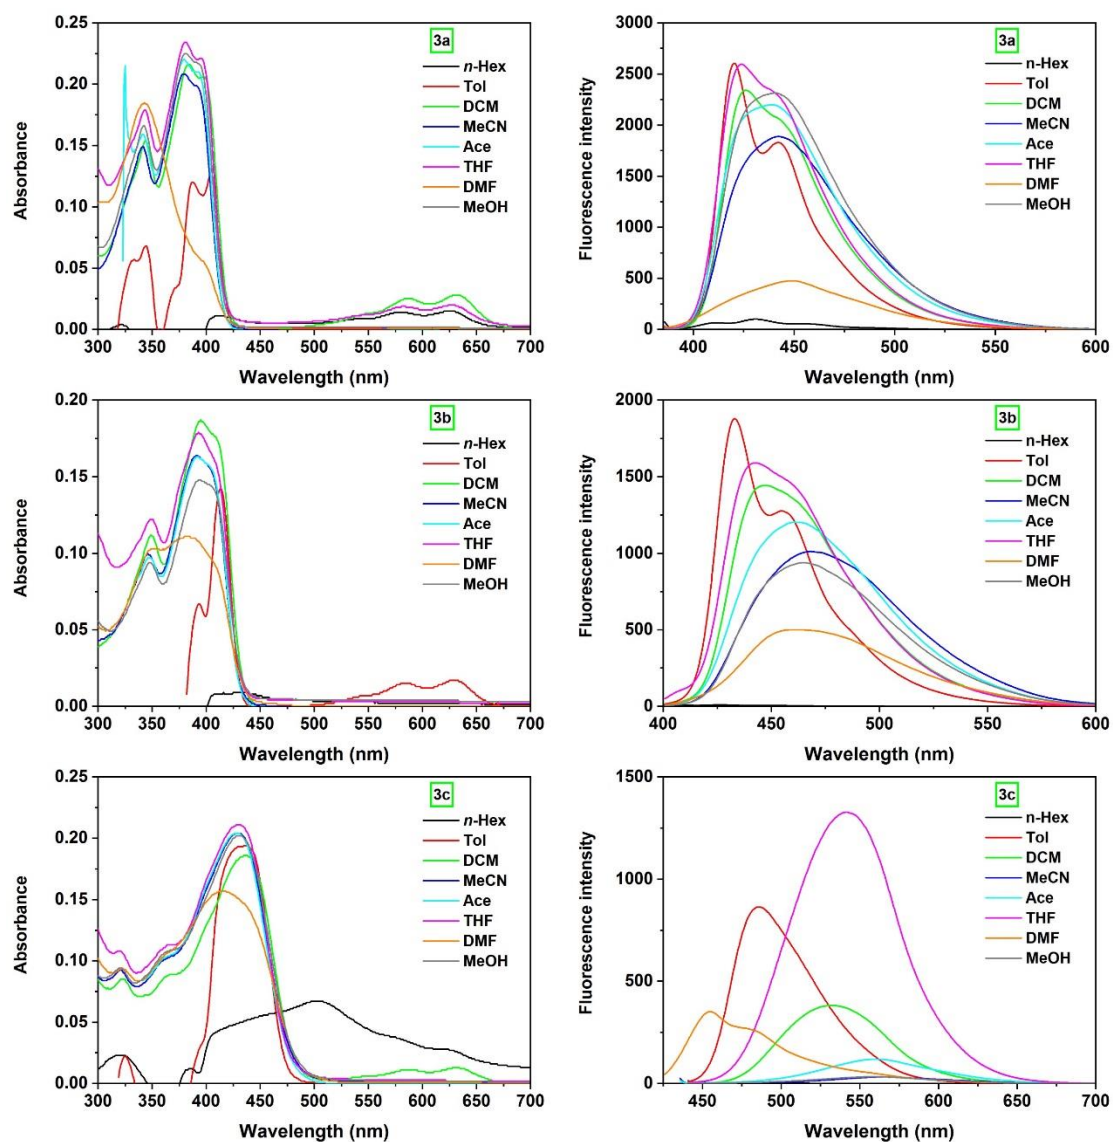 3a
n-Hex
Tol
DCM
MeCN
Ace
THF
DMF
MeOH
Absorbance
0.25
0.20
0.15
0.10
0.05
0.00
300 350 400 450 500 550 600 650 700
Wavelength (nm)
3a
n-Hex
Tol
DCM
MeCN
Ace
THF
DMF
MeOH
Fluorescence intensity
3000
2500
2000
1500
1000
500
0
400 450 500 550 600
Wavelength (nm)
3b
n-Hex
Tol
DCM
MeCN
Ace
THF
DMF
MeOH
Absorbance
0.20
0.15
0.10
0.05
0.00
300 350 400 450 500 550 600 650 700
Wavelength (nm)
3b
n-Hex
Tol
DCM
MeCN
Ace
THF
DMF
MeOH
Fluorescence intensity
2000
1500
1000
500
0
400 450 500 550 600
Wavelength (nm)
3c
n-Hex
Tol
DCM
MeCN
Ace
THF
DMF
MeOH
Absorbance
0.25
0.20
0.15
0.10
0.05
0.00
300 350 400 450 500 550 600 650 700
Wavelength (nm)
3c
n-Hex
Tol
DCM
MeCN
Ace
THF
DMF
MeOH
Fluorescence intensity
1500
1000
500
0
450 500 550 600 650 700
Wavelength (nm)